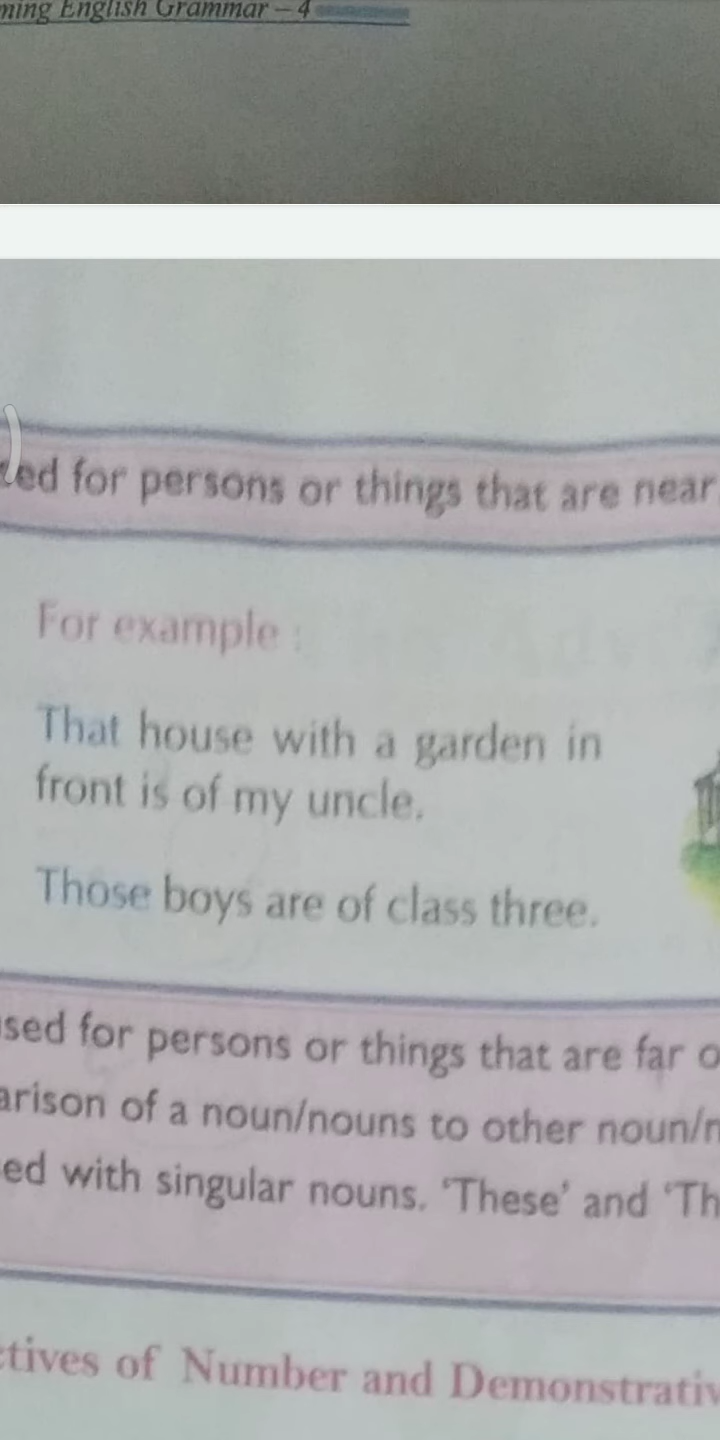 ming English Grammar – 4
ed for persons or things that are near
For example :
That house with a garden in
front is of my uncle.
Those boys are of class three.
sed for persons or things that are far o
arison of a noun/nouns to other noun/n
ed with singular nouns. ‘These’ and ‘Th
ctives of Number and Demonstrativ